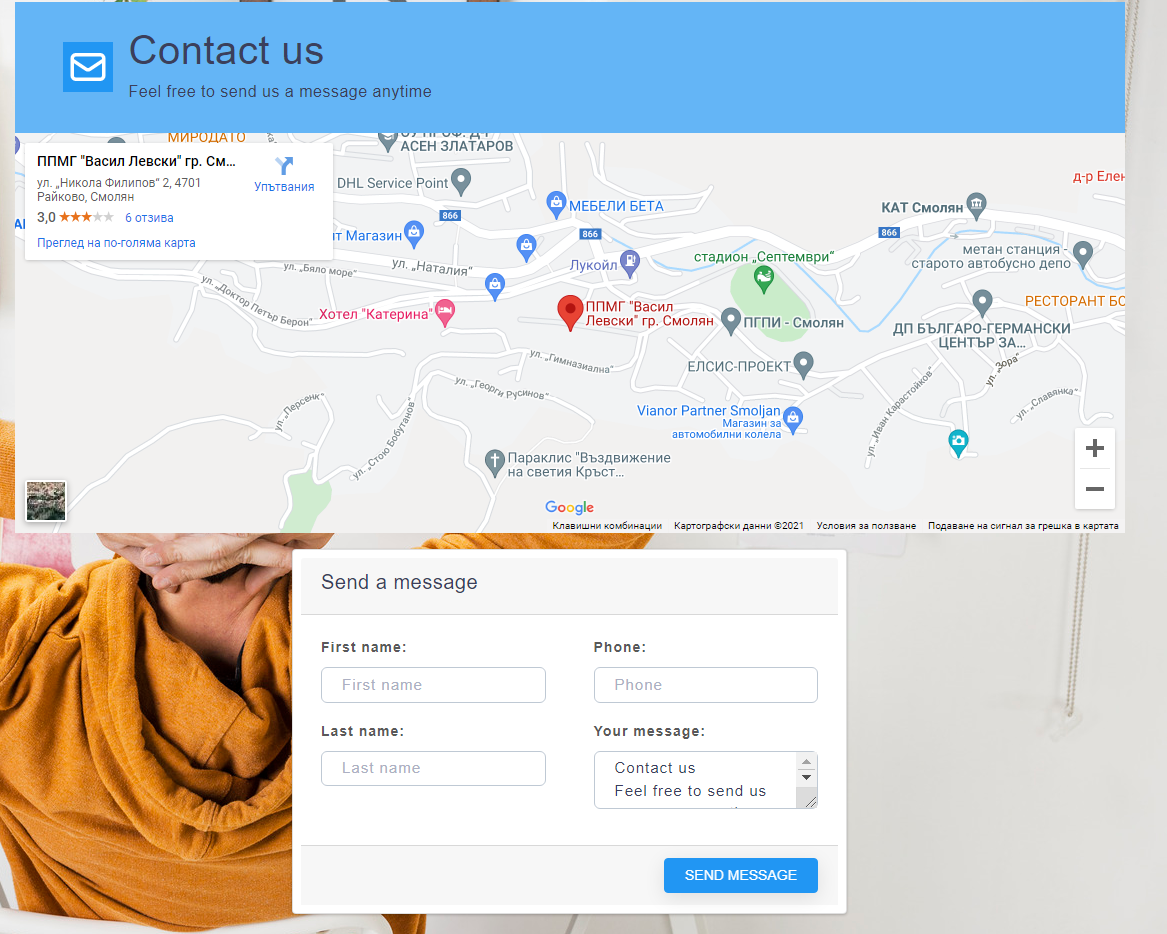 Contact us
Feel free to send us a message anytime
МИРОДАТО
АСЕН ЗЛАТАРОВ
ППМГ "Васил Левски" гр. См...
ул. „Никола Филипов“ 2, 4701
Райково, Смолян
3,0
6 отзива
Преглед на по-голяма карта
Упътвания
DHL Service Point
866
МЕБЕЛИ БЕТА
866
КАТ Смолян
866
д-р Елен
т Магазин
ул. „Наталия“
ул. „Бяло море“
Лукойл
стадион „Септември“
метан станция -
старото автобусно депо
ул. „Доктор Петър Берон“
Хотел "Катерина"
ППМГ "Васил
Левски" гр. Смолян
ПГПИ - Смолян
РЕСТОРАНТ БО
ДП БЪЛГАРО-ГЕРМАНСКИ
ЦЕНТЪР ЗА...
ул. „Гимназиална“
ЕЛСИС-ПРОЕКТ
ул. „Зора“
ул. „Георги Русинов“
ул. „Персенк“
ул. „Стою Бобутанов“
ул. „Иван Карастойков“
ул. „Славянка“
Vianor Partner Smoljan
Магазин за
автомобилни колела
Параклис "Въздвижение
на светия Кръст...
Google
Клавишни комбинации
Картографски данни ©2021
Условия за ползване
Подаване на сигнал за грешка в картата
Send a message
First name:
Phone:
First name
Phone
Last name:
Your message:
Last name
Contact us
Feel free to send us
SEND MESSAGE